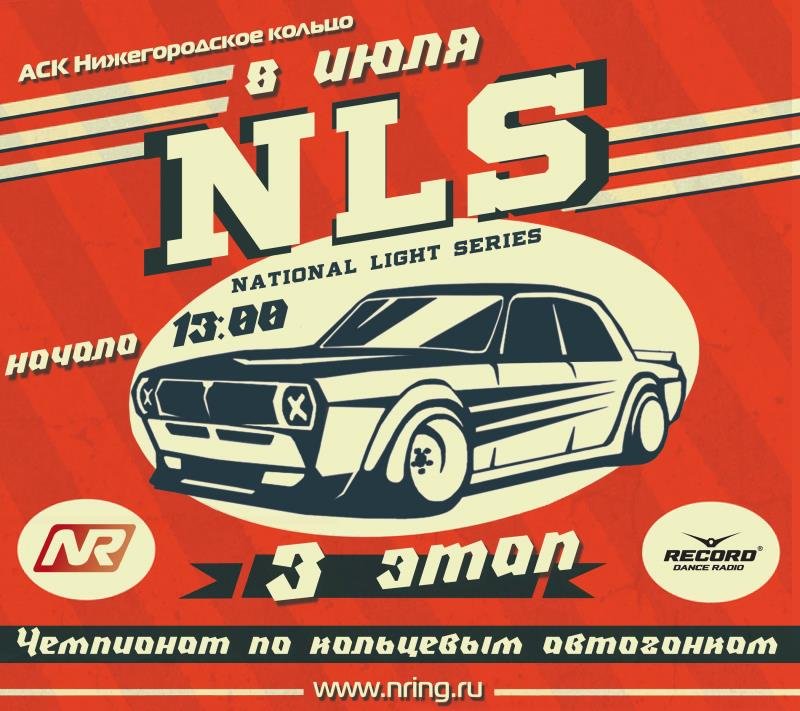 АСК Нижегородское кольцо
8 июля
NLS
NATIONAL LIGHT SERIES
начало 13:00
NR
RECORD®
DANCE RADIO
3 этап
Чемпионат по кольцевым автогонкам
www.nring.ru